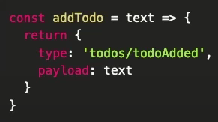 const addTodo = text => {
  return {
    type: 'todos/todoAdded',
    payload: text
  }
}